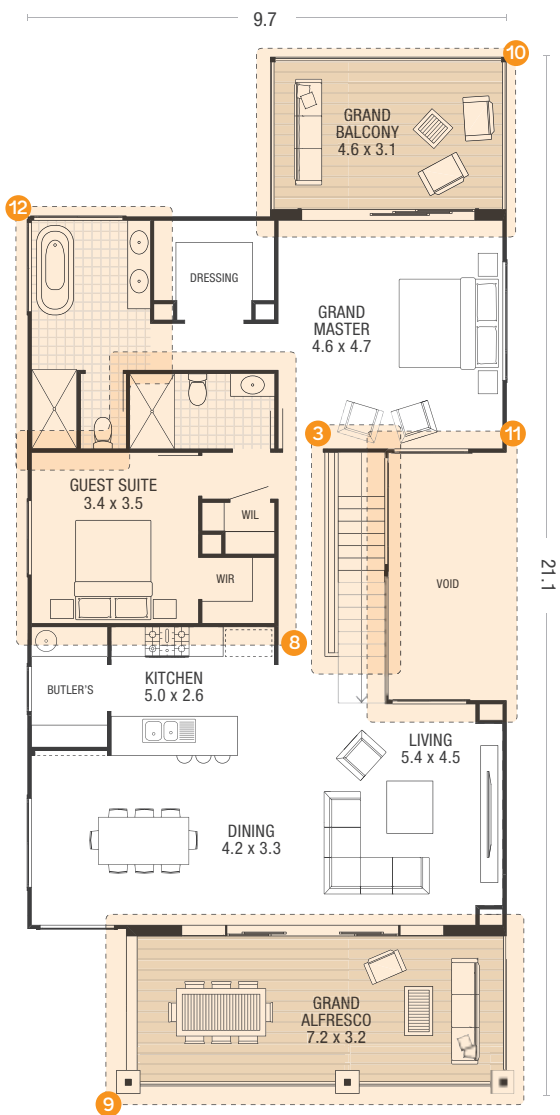 9.7
10
GRAND
BALCONY
4.6 x 3.1
12
DRESSING
GRAND
MASTER
4.6 x 4.7
3
11
GUEST SUITE
3.4 x 3.5
WIL
WIR
VOID
21.1
8
KITCHEN
5.0 x 2.6
BUTLER'S
LIVING
5.4 x 4.5
DINING
4.2 x 3.3
GRAND
ALFRESCO
7.2 x 3.2
9